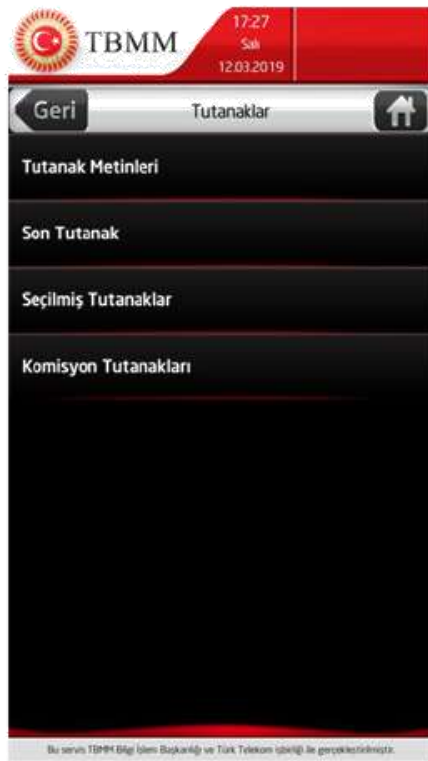 TBMM
17:27
Salı
12.03.2019
Geri
Tutanaklar
Tutanak Metinleri
Son Tutanak
Seçilmiş Tutanaklar
Komisyon Tutanakları
Bu servis TBMM Bilgi İşlem Başkanlığı ve Türk Telekom işbirliği ile gerçekleştirilmiştir.